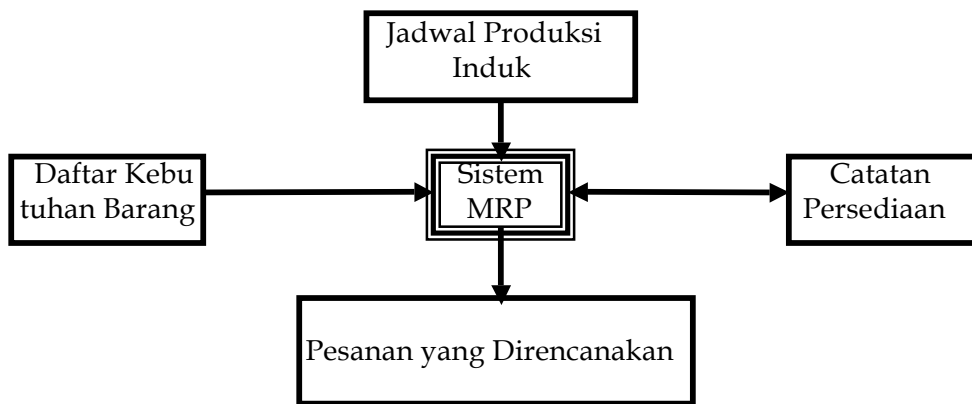 Jadwal Produksi
Induk
Daftar Kebu
tuhan Barang
Sistem
MRP
Catatan
Persediaan
Pesanan yang Direncanakan